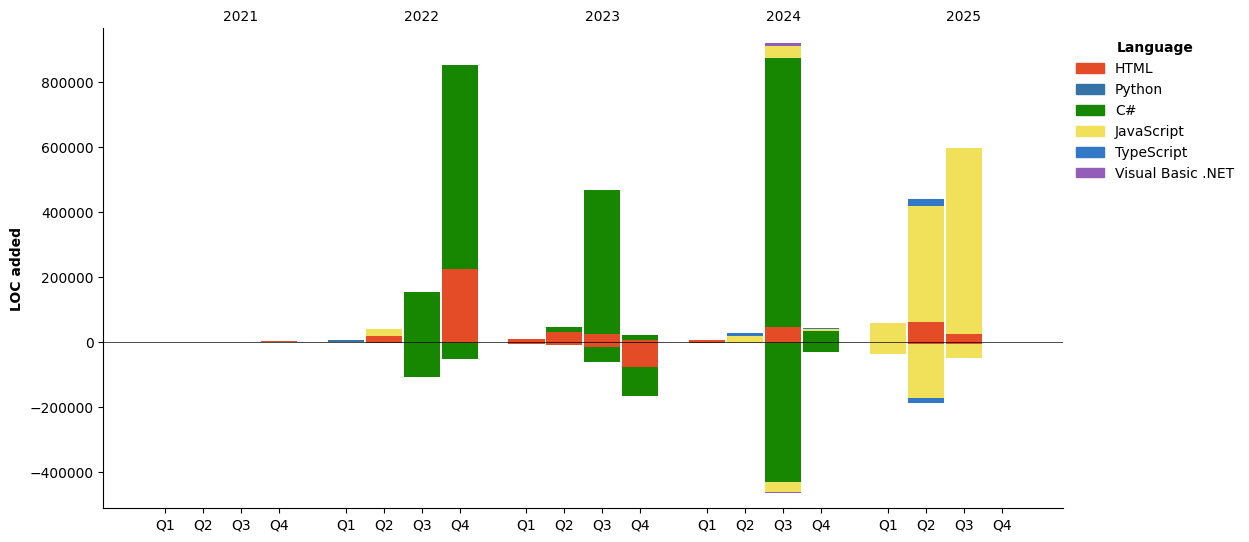 2021 2022 2023 2024 2025
Language
HTML
Python
C#
JavaScript
TypeScript
Visual Basic .NET
LOC added
800000
600000
400000
200000
0
−200000
−400000
Q1 Q2 Q3 Q4 Q1 Q2 Q3 Q4 Q1 Q2 Q3 Q4 Q1 Q2 Q3 Q4 Q1 Q2 Q3 Q4